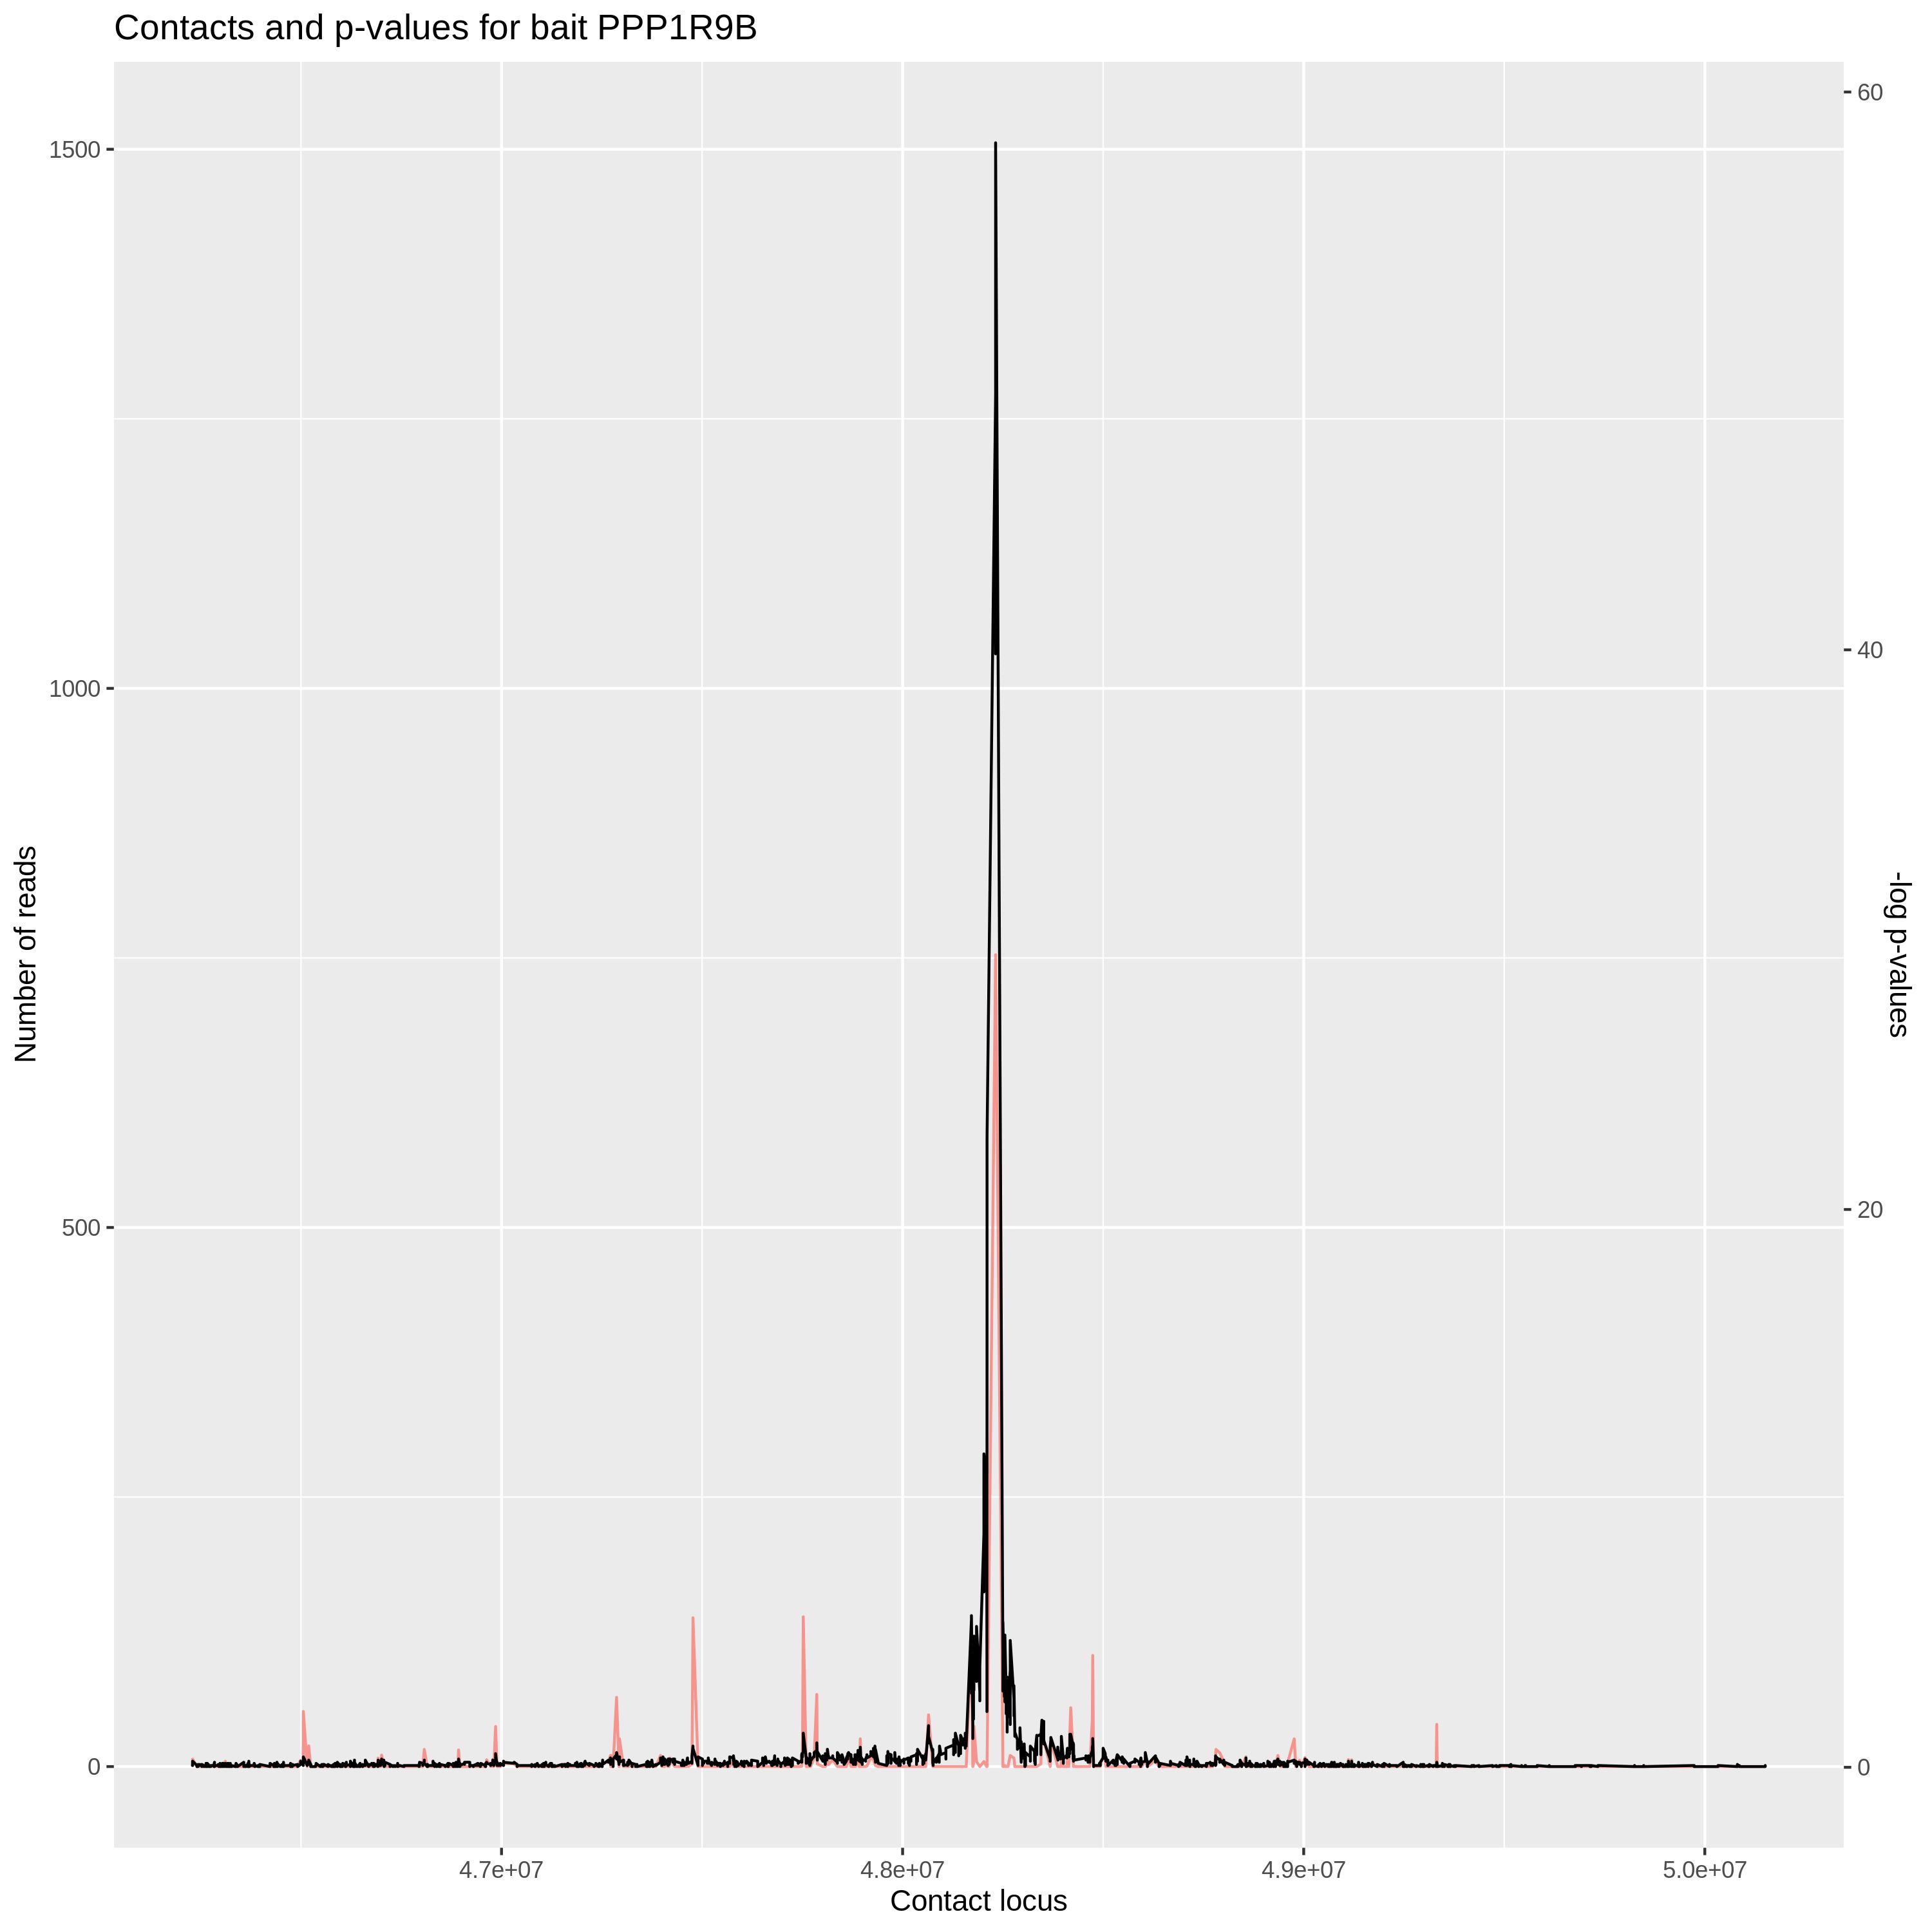 Contacts and p-values for bait PPP1R9B
1500
1000
500
0
Number of reads
60
40
20
0
-log p-values
4.7e+07
4.8e+07
4.9e+07
5.0e+07
Contact locus